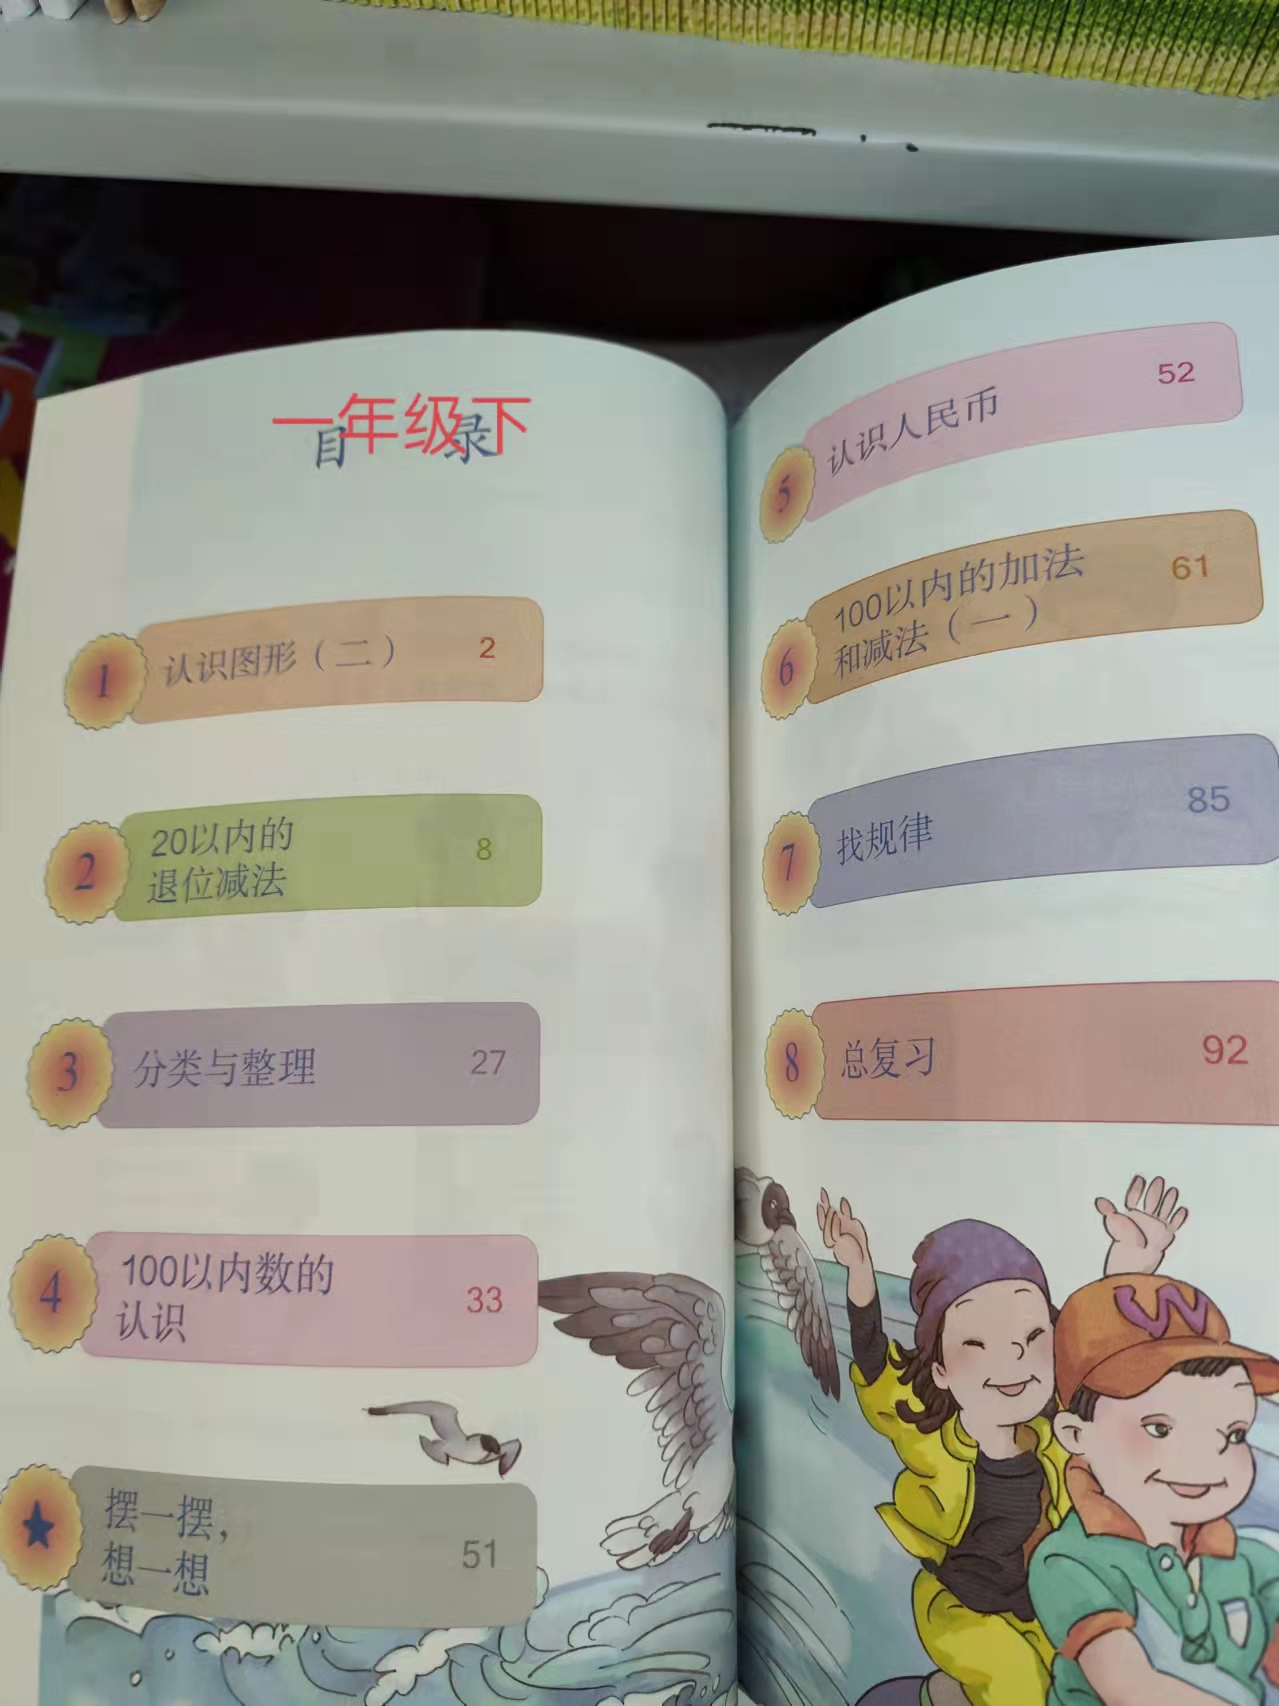 一年级下
目 录
1 认识图形（二） 2
2 20以内的
退位减法 8
3 分类与整理 27
4 100以内数的
认识 33
★ 摆一摆，
想一想 51
5 认识人民币 52
6 100以内的加法
和减法（一） 61
7 找规律 85
8 总复习 92
W